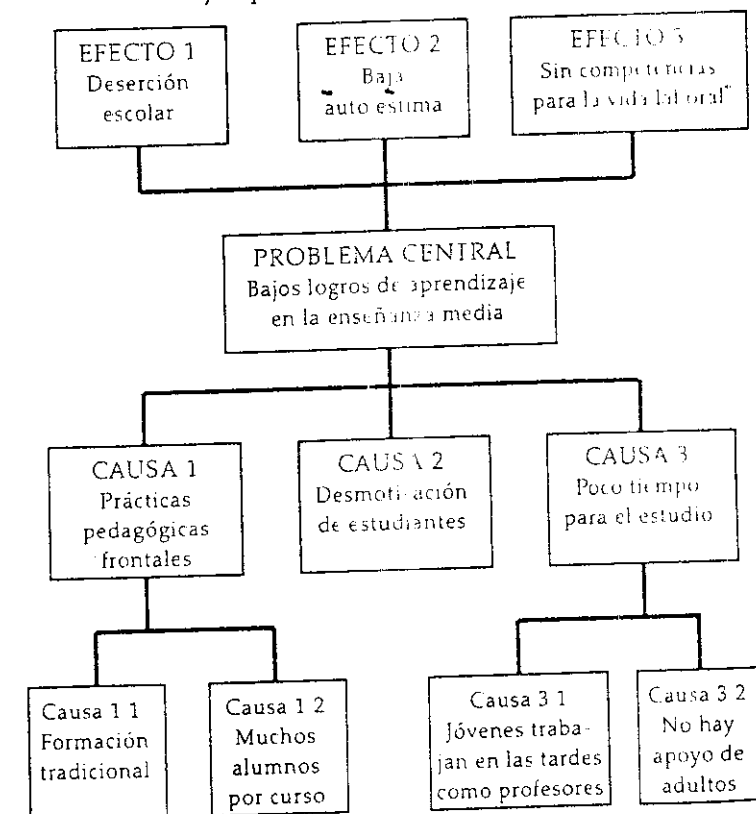 EFECTO 1
Deserción
escolar
EFECTO 2
Baja
auto estima
EFECTO 3
Sin competencias
para la vida laboral"
PROBLEMA CENTRAL
Bajos logros de aprendizaje
en la enseñanza media
CAUSA 1
Prácticas
pedagógicas
frontales
CAUSA 2
Desmotivación
de estudiantes
CAUSA 3
Poco tiempo
para el estudio
Causa 1 1
Formación
tradicional
Causa 1 2
Muchos
alumnos
por curso
Causa 3 1
Jóvenes traba-
jan en las tardes
como profesores
Causa 3 2
No hay
apoyo de
adultos